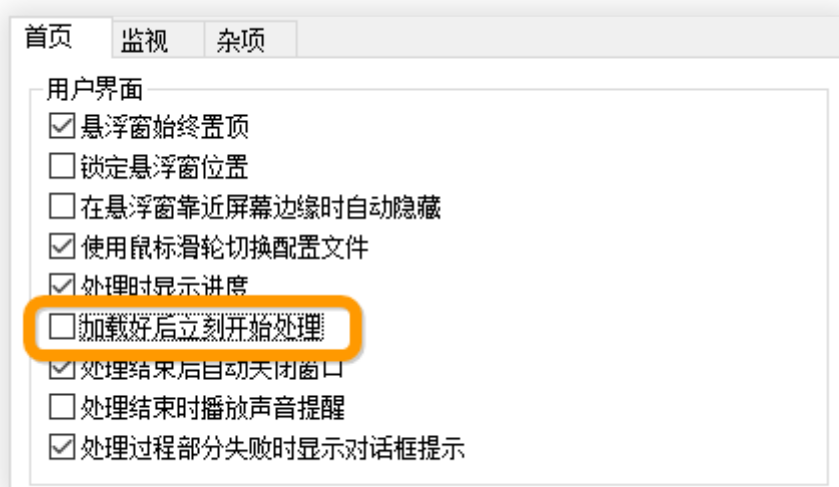 首页 监视 杂项
用户界面
悬浮窗始终置顶
锁定悬浮窗位置
在悬浮窗靠近屏幕边缘时自动隐藏
使用鼠标滑轮切换配置文件
处理时显示进度
加载好后立刻开始处理
处理结束后自动关闭窗口
处理结束时播放声音提醒
处理过程部分失败时显示对话框提示